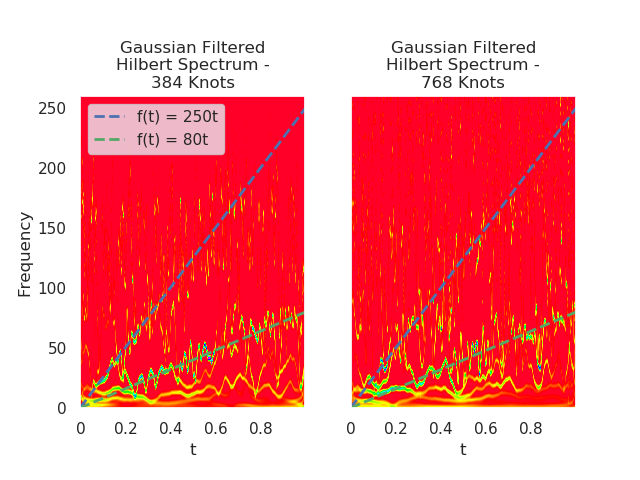 Gaussian Filtered
Hilbert Spectrum -
384 Knots
Gaussian Filtered
Hilbert Spectrum -
768 Knots
f(t) = 250t
f(t) = 80t
Frequency
250
200
150
100
50
0
0 0.2 0.4 0.6 0.8
t
0 0.2 0.4 0.6 0.8
t